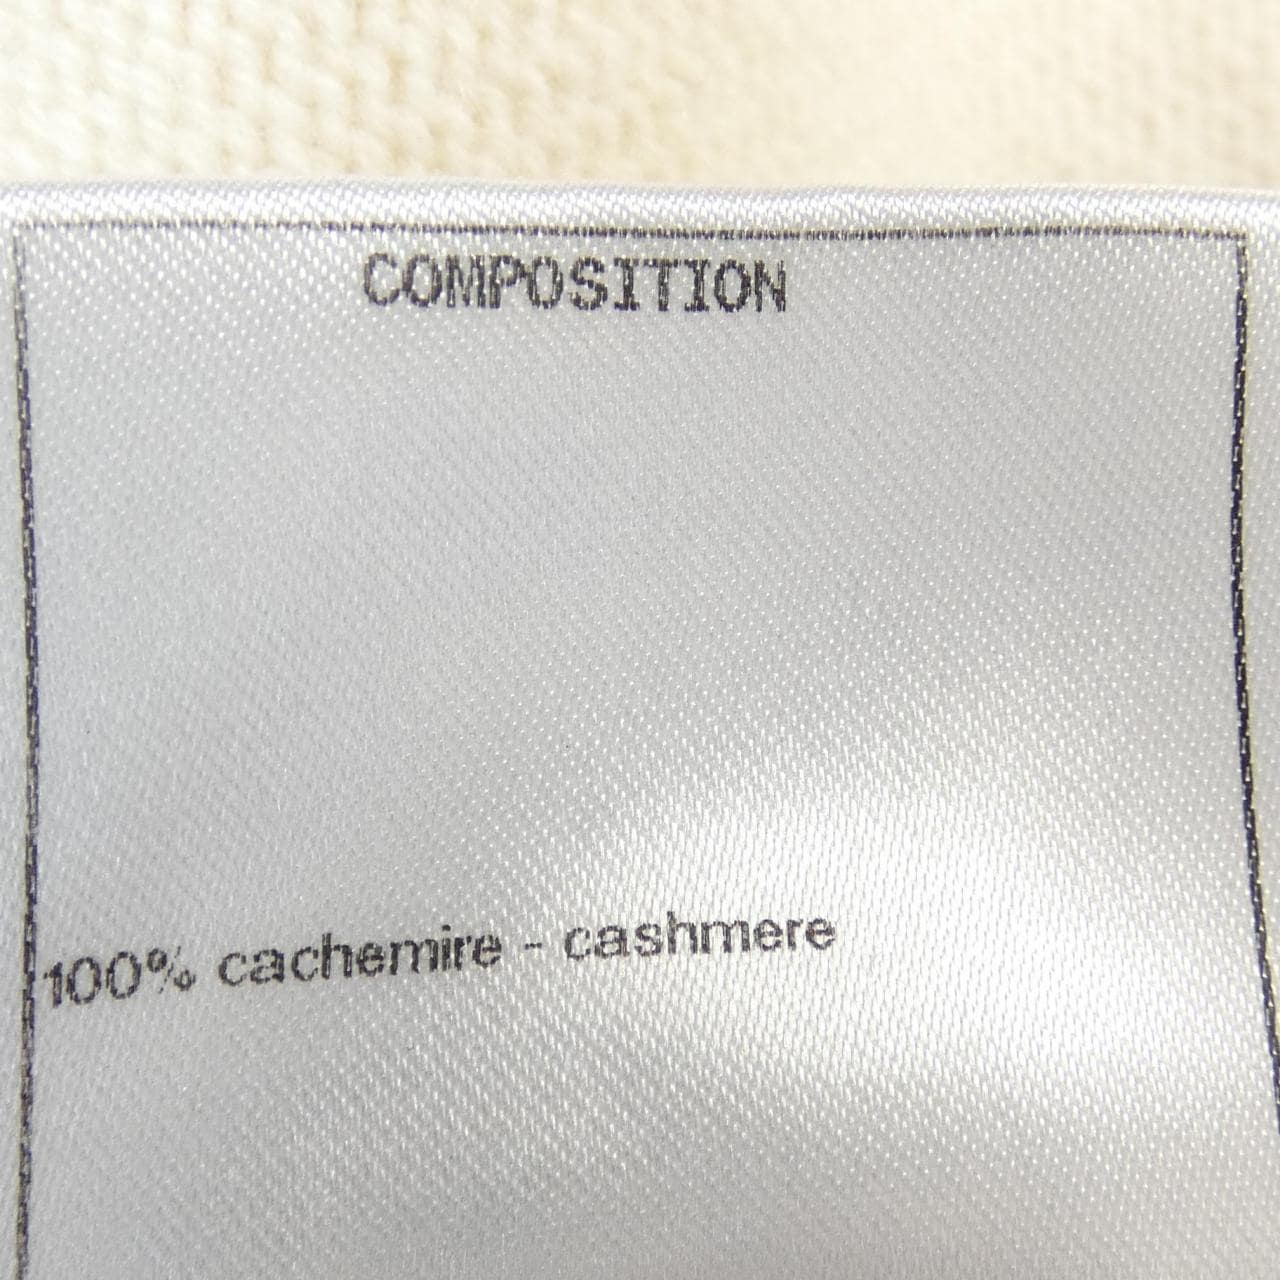 COMPOSITION
100% cachemire - cashmere